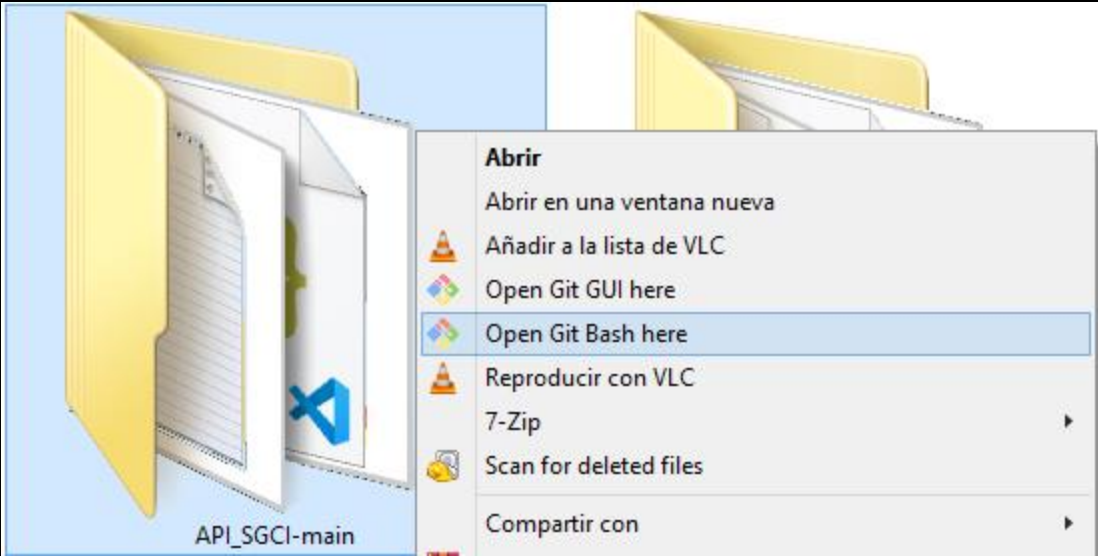 Abrir
Abrir en una ventana nueva
Añadir a la lista de VLC
Open Git GUI here
Open Git Bash here
Reproducir con VLC
7-Zip
Scan for deleted files
Compartir con
API_SGCI-main